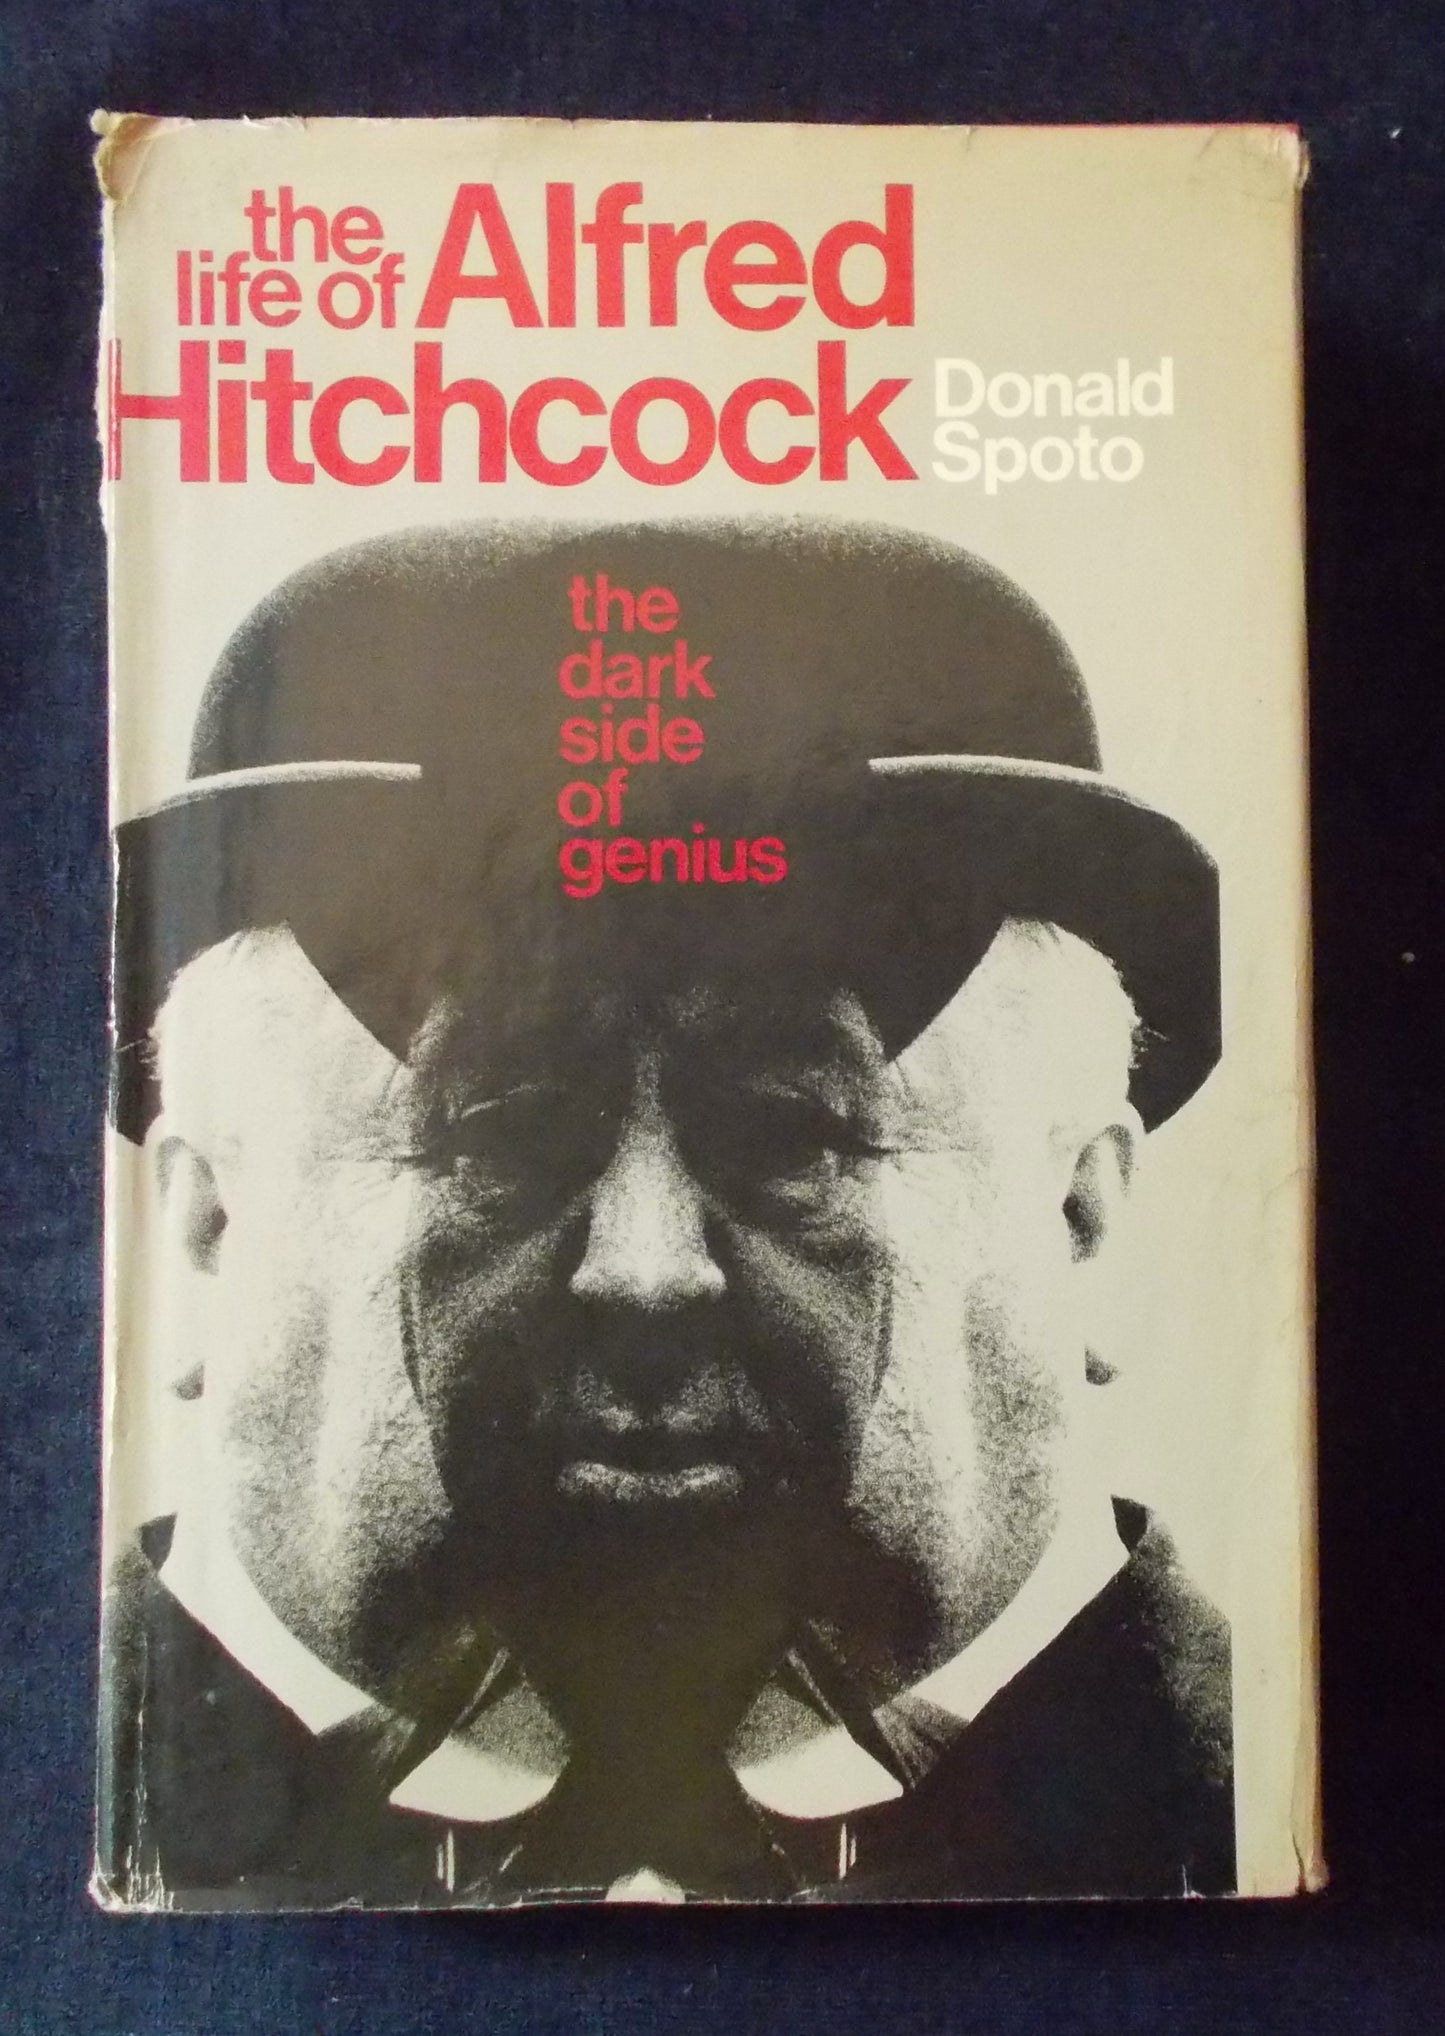 the
life of Alfred
Hitchcock
Donald
Spoto
the
dark
side
of
genius